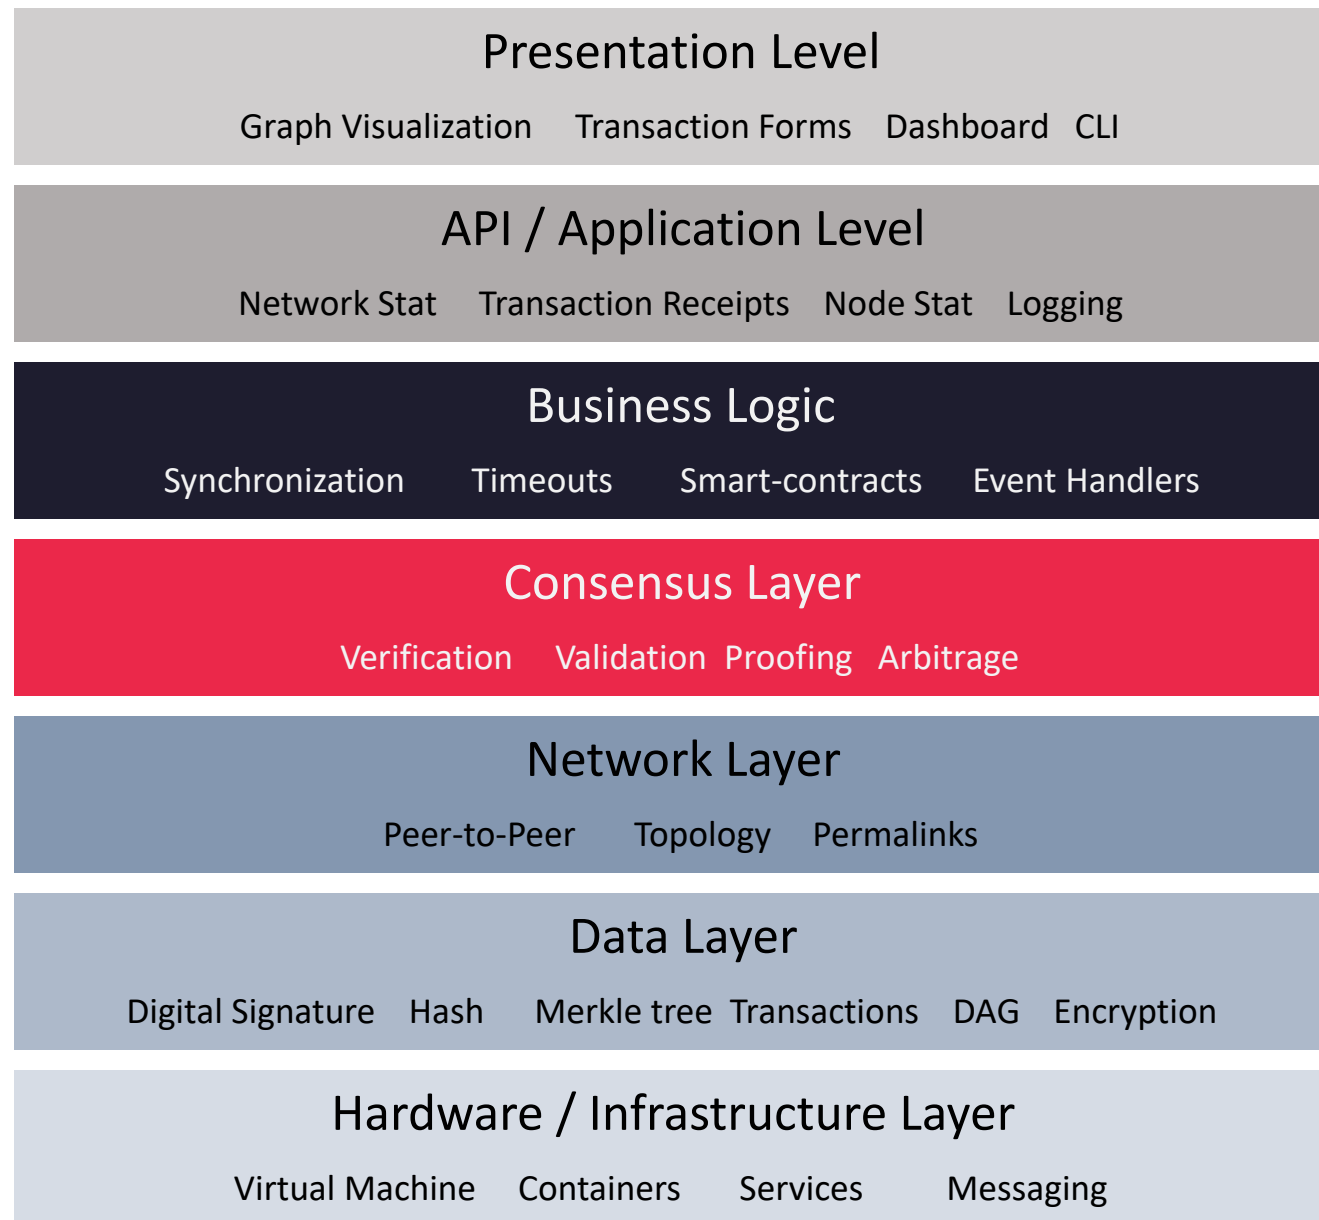 Presentation Level
Graph Visualization Transaction Forms Dashboard CLI
API / Application Level
Network Stat Transaction Receipts Node Stat Logging
Business Logic
Synchronization Timeouts Smart-contracts Event Handlers
Consensus Layer
Verification Validation Proofing Arbitrage
Network Layer
Peer-to-Peer Topology Permalinks
Data Layer
Digital Signature Hash Merkle tree Transactions DAG Encryption
Hardware / Infrastructure Layer
Virtual Machine Containers Services Messaging